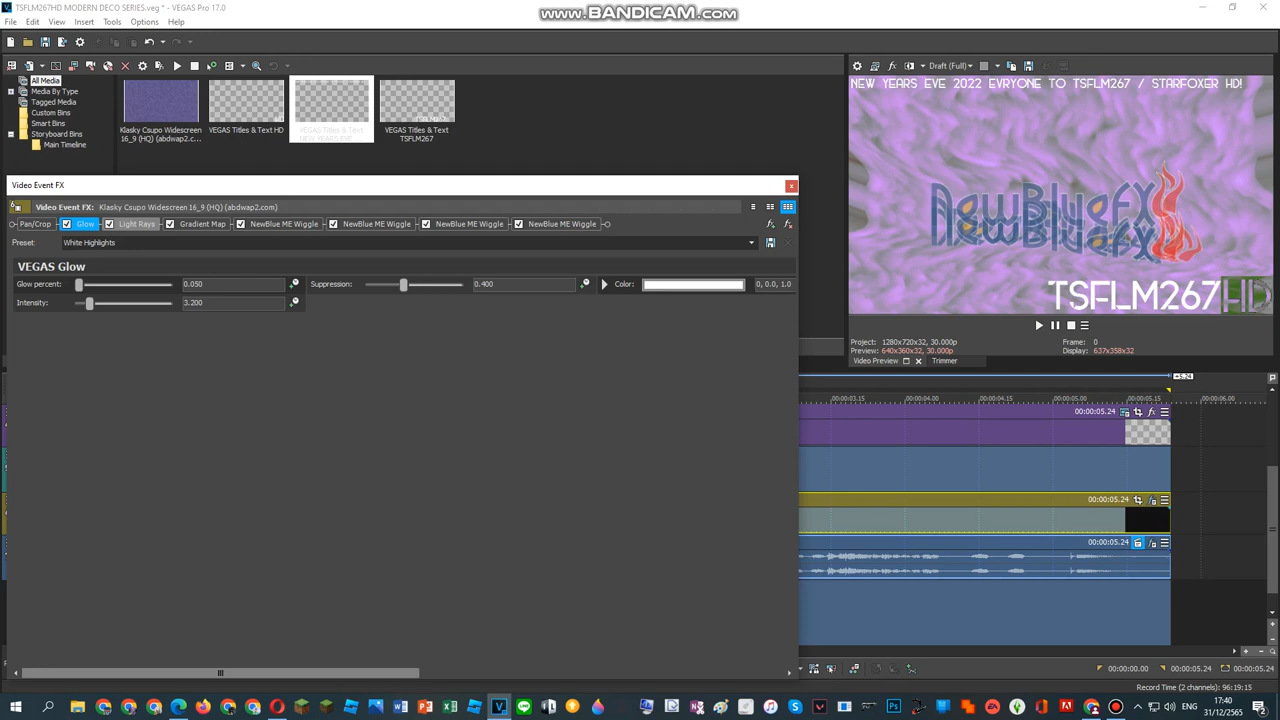 TSFLM267HD MODERN DECO SERIES.veg * - VEGAS Pro 17.0
www.BANDICAM.com
File Edit View Insert Tools Options Help
All Media
Media By Type
Tagged Media
Custom Bins
Smart Bins
Storyboard Bins
Main Timeline
Klasky Csupo Widescreen 16_9 (HQ) (abdwap2.c...
VEGAS Titles & Text HD
VEGAS Titles & Text NEW YEARS EVE
VEGAS Titles & Text TSFLM267
Draft (Full)
NEW YEARS EVE 2022 EVRYONE TO TSFLM267 / STARFOXER HD!
NewBlueFX
NewBlueFX
TSFLM267HD
Project: 1280x720x32, 30.000p
Frame: 0
Preview: 640x360x32, 30.000p
Display: 637x358x32
Video Preview
Trimmer
Video Event FX
Video Event FX: Klasky Csupo Widescreen 16_9 (HQ) (abdwap2.com)
Pan/Crop Glow Light Rays Gradient Map NewBlue ME Wiggle NewBlue ME Wiggle NewBlue ME Wiggle NewBlue ME Wiggle
Preset: White Highlights
VEGAS Glow
Glow percent: 0.050 Suppression: 0.400 Color: 0, 0.0, 1.0
Intensity: 3.200
+5.24
00:00:03.15 00:00:04.00 00:00:04.15 00:00:05.00 00:00:05.15 00:00:06.00
00:00:05.24
00:00:05.24
00:00:05.24
00:00:00.00 00:00:05.24 00:00:05.24
Record Time (2 channels): 96:19:15
17:40
31/12/2565